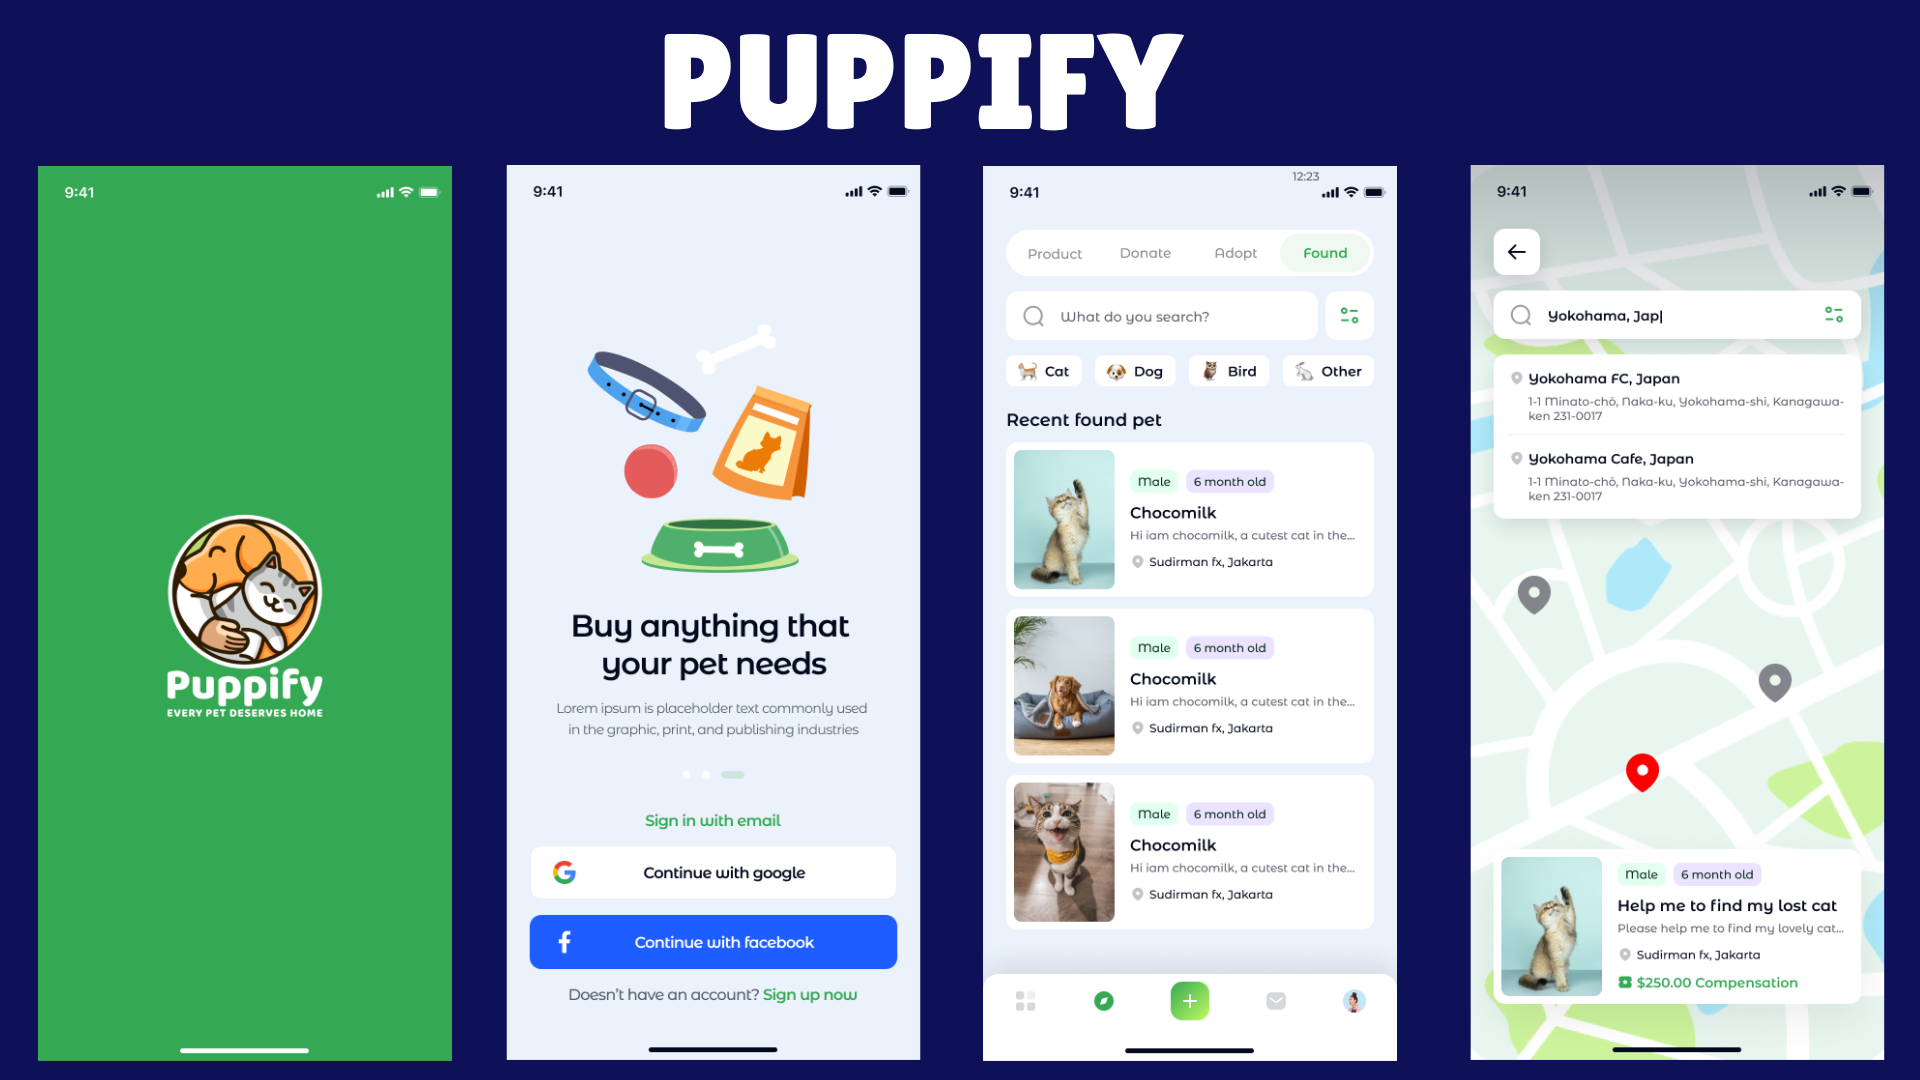 PUPPIFY
9:41
Puppify
EVERY PET DESERVES HOME
9:41
Buy anything that
your pet needs
Lorem ipsum is placeholder text commonly used
in the graphic, print, and publishing industries
Sign in with email
Continue with google
Continue with facebook
Doesn't have an account? Sign up now
12:23
9:41
Product Donate Adopt Found
What do you search?
Cat Dog Bird Other
Recent found pet
Male 6 month old
Chocomilk
Hi iam chocomilk, a cutest cat in the...
Sudirman fx, Jakarta
Male 6 month old
Chocomilk
Hi iam chocomilk, a cutest cat in the...
Sudirman fx, Jakarta
Male 6 month old
Chocomilk
Hi iam chocomilk, a cutest cat in the...
Sudirman fx, Jakarta
9:41
Yokohama, Jap
Yokohama FC, Japan
1-1 Minato-chō, Naka-ku, Yokohama-shi, Kanagawa-
ken 231-0017
Yokohama Cafe, Japan
1-1 Minato-chō, Naka-ku, Yokohama-shi, Kanagawa-
ken 231-0017
Male 6 month old
Help me to find my lost cat
Please help me to find my lovely cat...
Sudirman fx, Jakarta
$250.00 Compensation